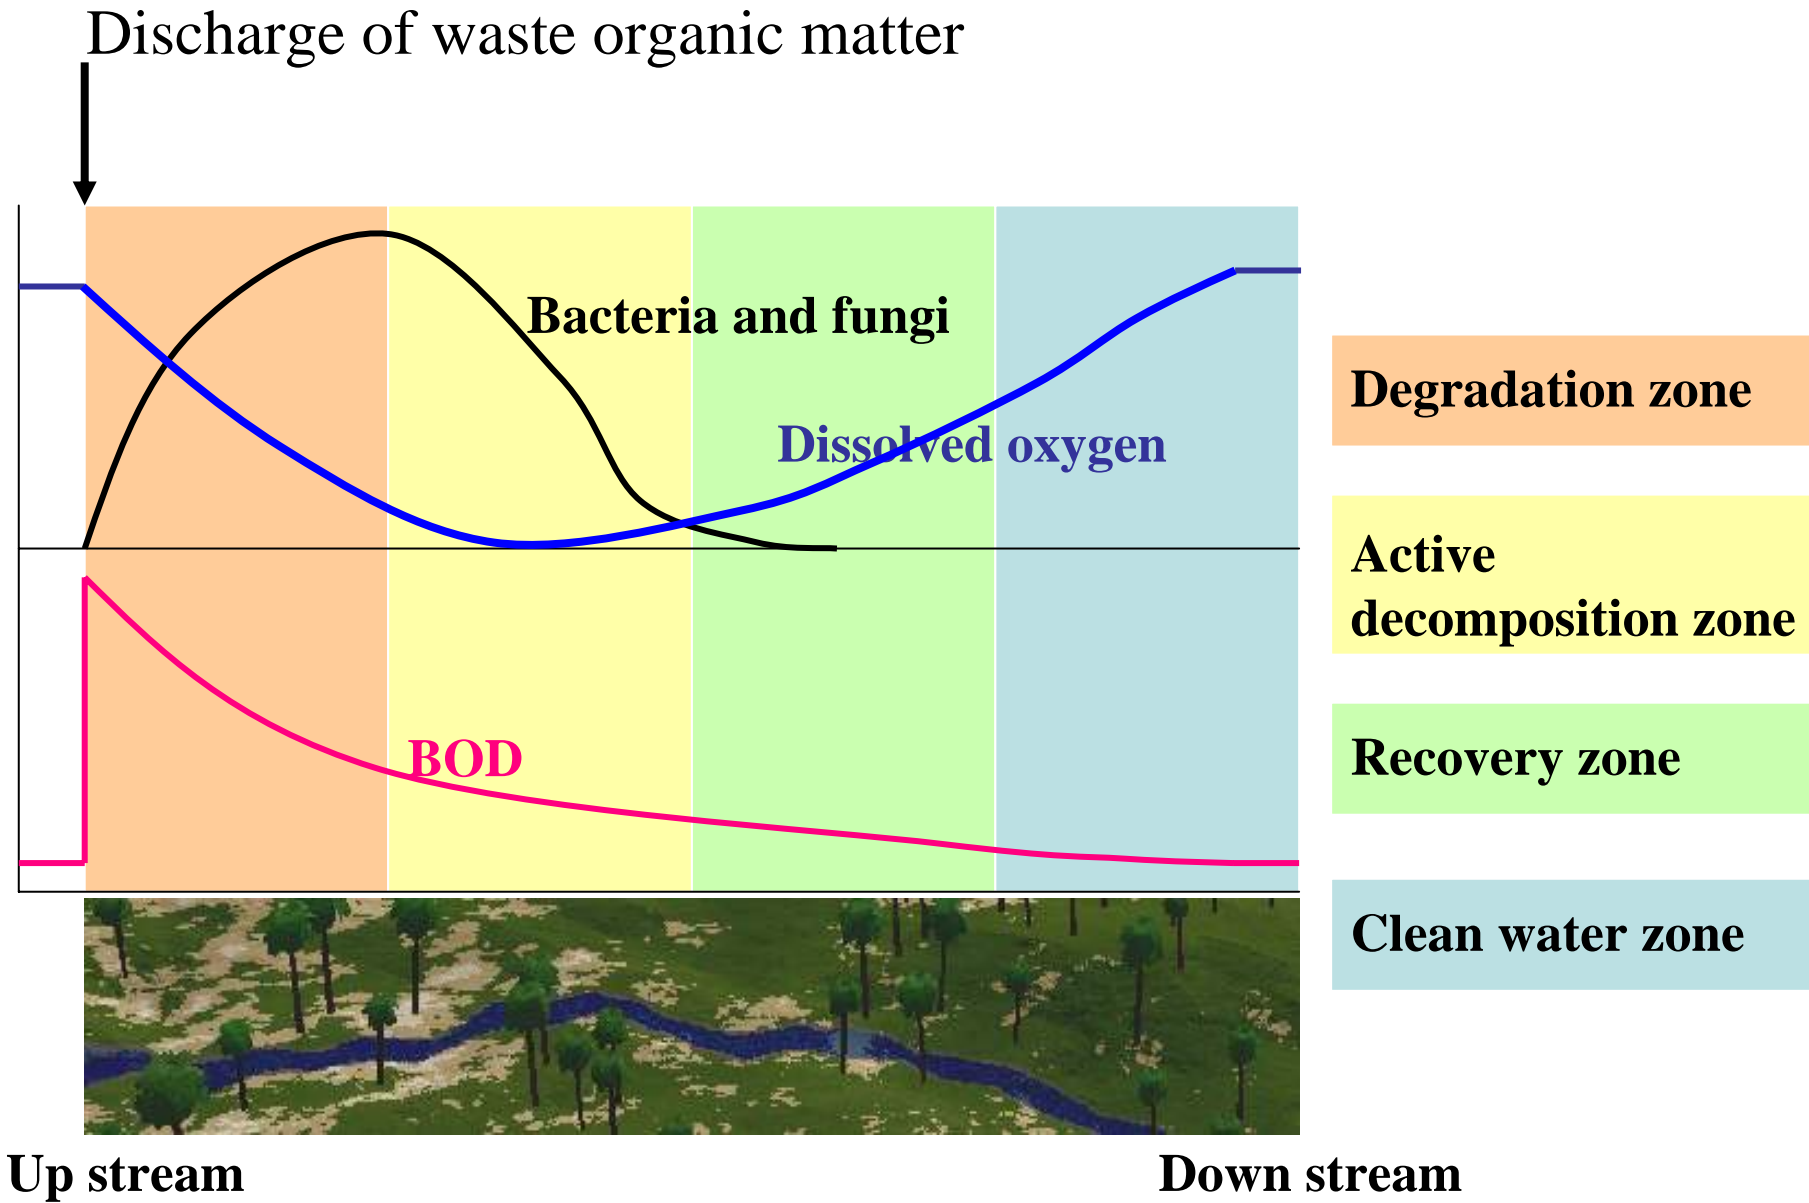 Discharge of waste organic matter
Bacteria and fungi
Dissolved oxygen
BOD
Degradation zone
Active
decomposition zone
Recovery zone
Clean water zone
Up stream
Down stream